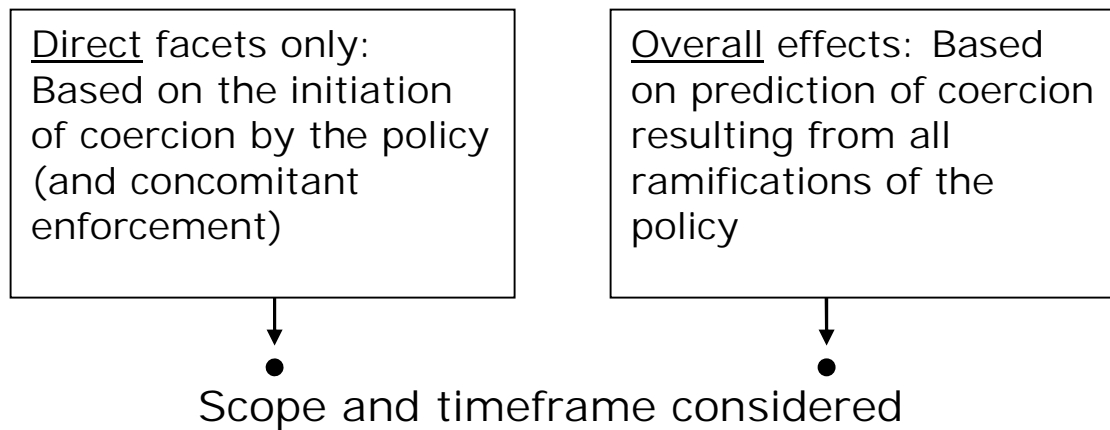 Direct facets only:
Based on the initiation
of coercion by the policy
(and concomitant
enforcement)
Overall effects: Based
on prediction of coercion
resulting from all
ramifications of the
policy
Scope and timeframe considered